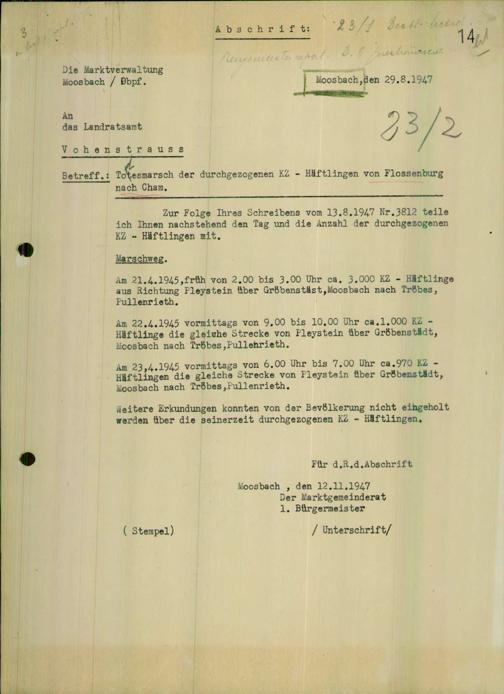 3
Abschrift:
23/1
14
Die Marktverwaltung
Moosbach / Obpf.
Moosbach,den 29.8.1947
An
das Landratsamt
23/2
Vohenstrauss
Betreff.: Totesmarsch der durchgezogenen KZ - Häftlingen von Flossenburg
nach Cham.
Zur Folge Ihres Schreibens vom 13.8.1947 Nr.3812 teile
ich Ihnen nachstehend den Tag und die Anzahl der durchgezogenen
KZ - Häftlingen mit.
Marschweg.
Am 21.4.1945,früh von 2.00 bis 3.00 Uhr ca. 3.000 KZ - Häftlinge
aus Richtung Pleystein über Gröbenstäst,Moosbach nach Tröbes,
Pullenrieth.
Am 22.4.1945 vormittags von 9.00 bis 10.00 Uhr ca.1.000 KZ -
Häftlinge die gleiche Strecke von Pleystein über Gröbenstädt,
Moosbach nach Tröbes,Pullehrieth.
Am 23,4.1945 vormittags von 6.00 Uhr bis 7.00 Uhr ca.970 KZ -
Häftlingen die gleiche Strecke von Pleystein über Gröbenstädt,
Moosbach nach Tröbes,Pullenrieth.
Weitere Erkundungen konnten von der Bevölkerung nicht eingeholt
werden über die seinerzeit durchgezogenen KZ - Häftlingen.
Für d.R.d.Abschrift
Moosbach , den 12.11.1947
Der Marktgemeinderat
1. Bürgermeister
(Stempel)
/ Unterschrift/